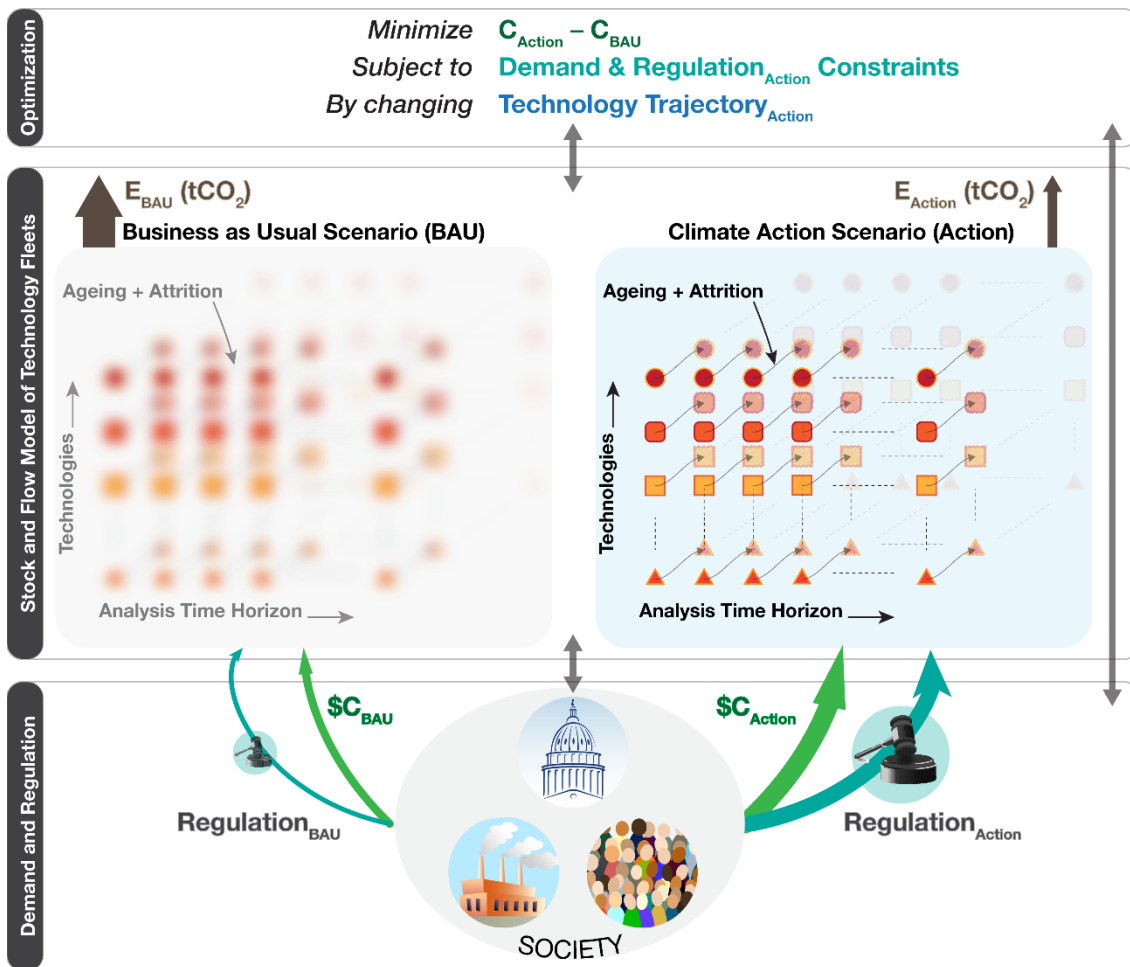 Optimization
Minimize C_Action – C_BAU
Subject to Demand & Regulation_Action Constraints
By changing Technology Trajectory_Action
Stock and Flow Model of Technology Fleets
E_BAU (tCO₂)
Business as Usual Scenario (BAU)
Ageing + Attrition
Technologies
Analysis Time Horizon
E_Action (tCO₂)
Climate Action Scenario (Action)
Ageing + Attrition
Technologies
Analysis Time Horizon
Demand and Regulation
$C_BAU
Regulation_BAU
$C_Action
Regulation_Action
SOCIETY